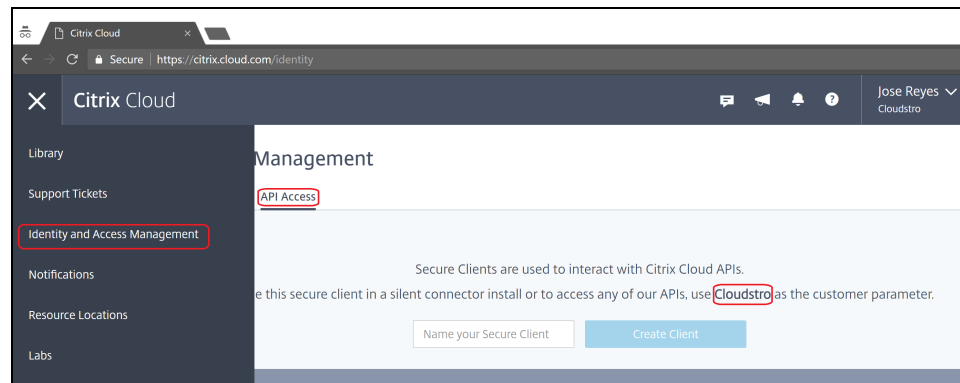 Citrix Cloud
Secure https://citrix.cloud.com/identity
Citrix Cloud
Jose Reyes
Cloudstro
Library
Management
Support Tickets
API Access
Identity and Access Management
Secure Clients are used to interact with Citrix Cloud APIs.
Notifications
e this secure client in a silent connector install or to access any of our APIs, use Cloudstro as the customer parameter.
Resource Locations
Name your Secure Client
Create Client
Labs